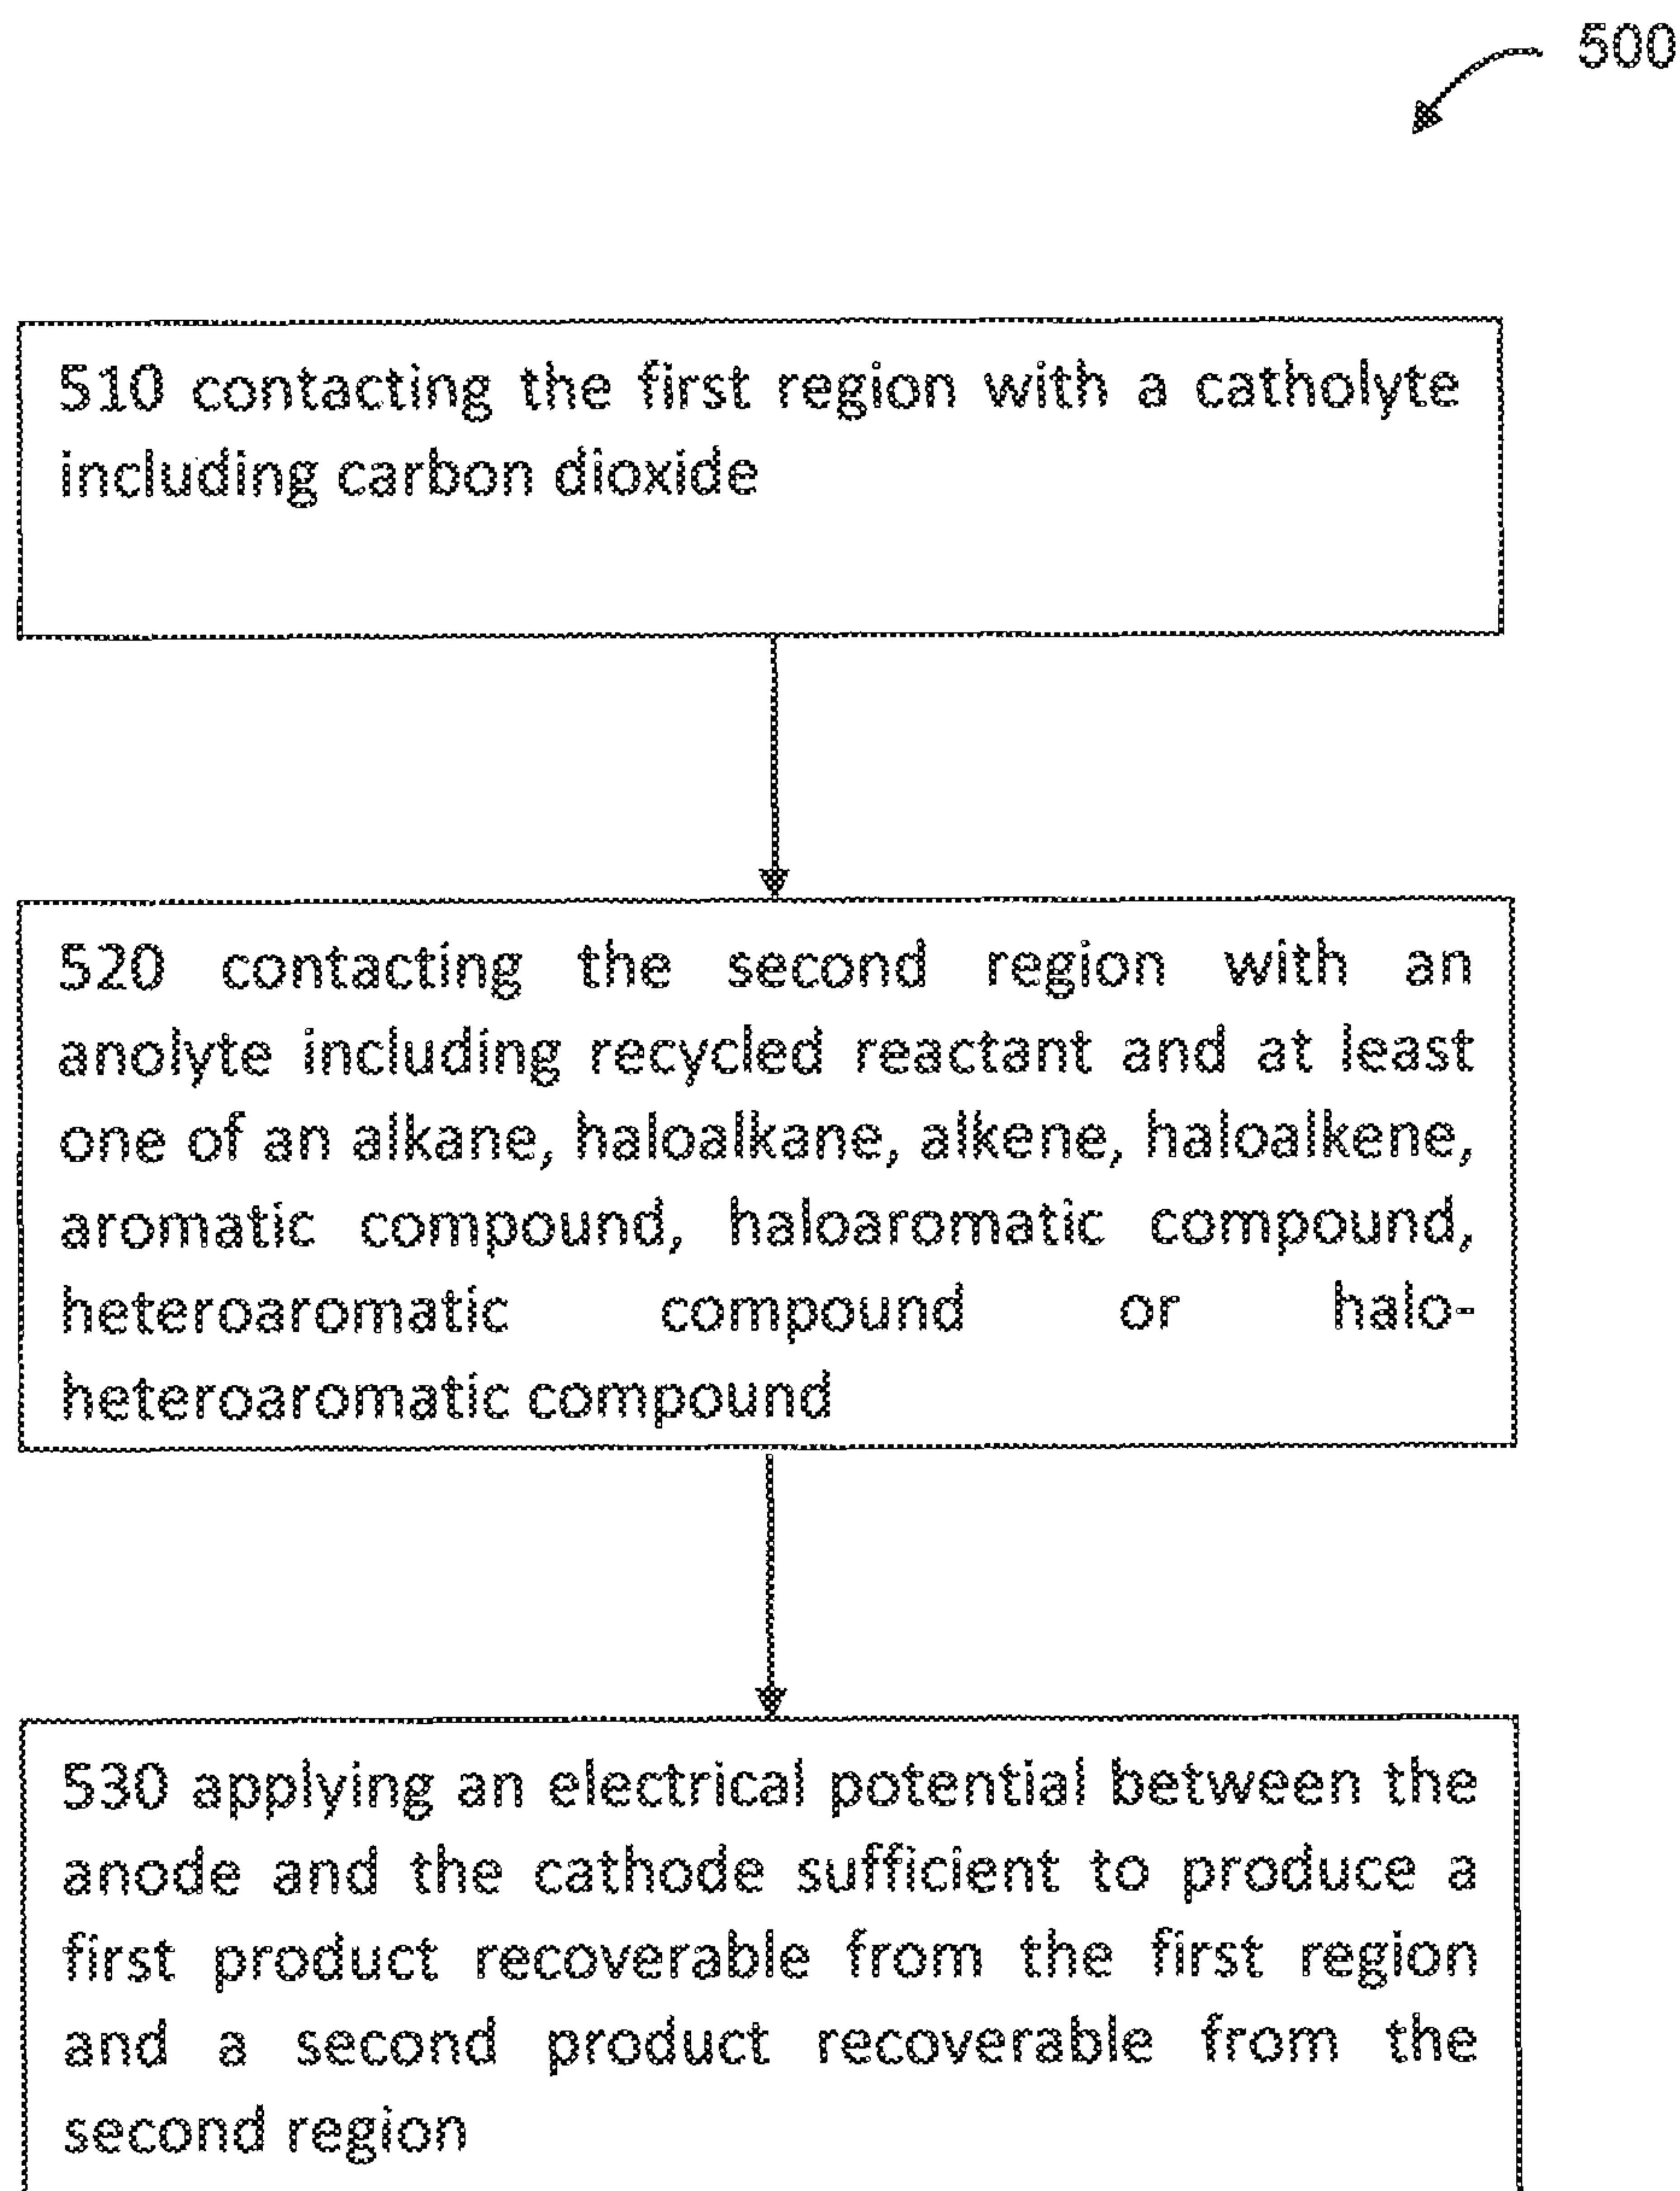 500
510 contacting the first region with a catholyte
including carbon dioxide
520 contacting the second region with an
anolyte including recycled reactant and at least
one of an alkane, haloalkane, alkene, haloalkene,
aromatic compound, haloaromatic compound,
heteroaromatic compound or halo-
heteroaromatic compound
530 applying an electrical potential between the
anode and the cathode sufficient to produce a
first product recoverable from the first region
and a second product recoverable from the
second region